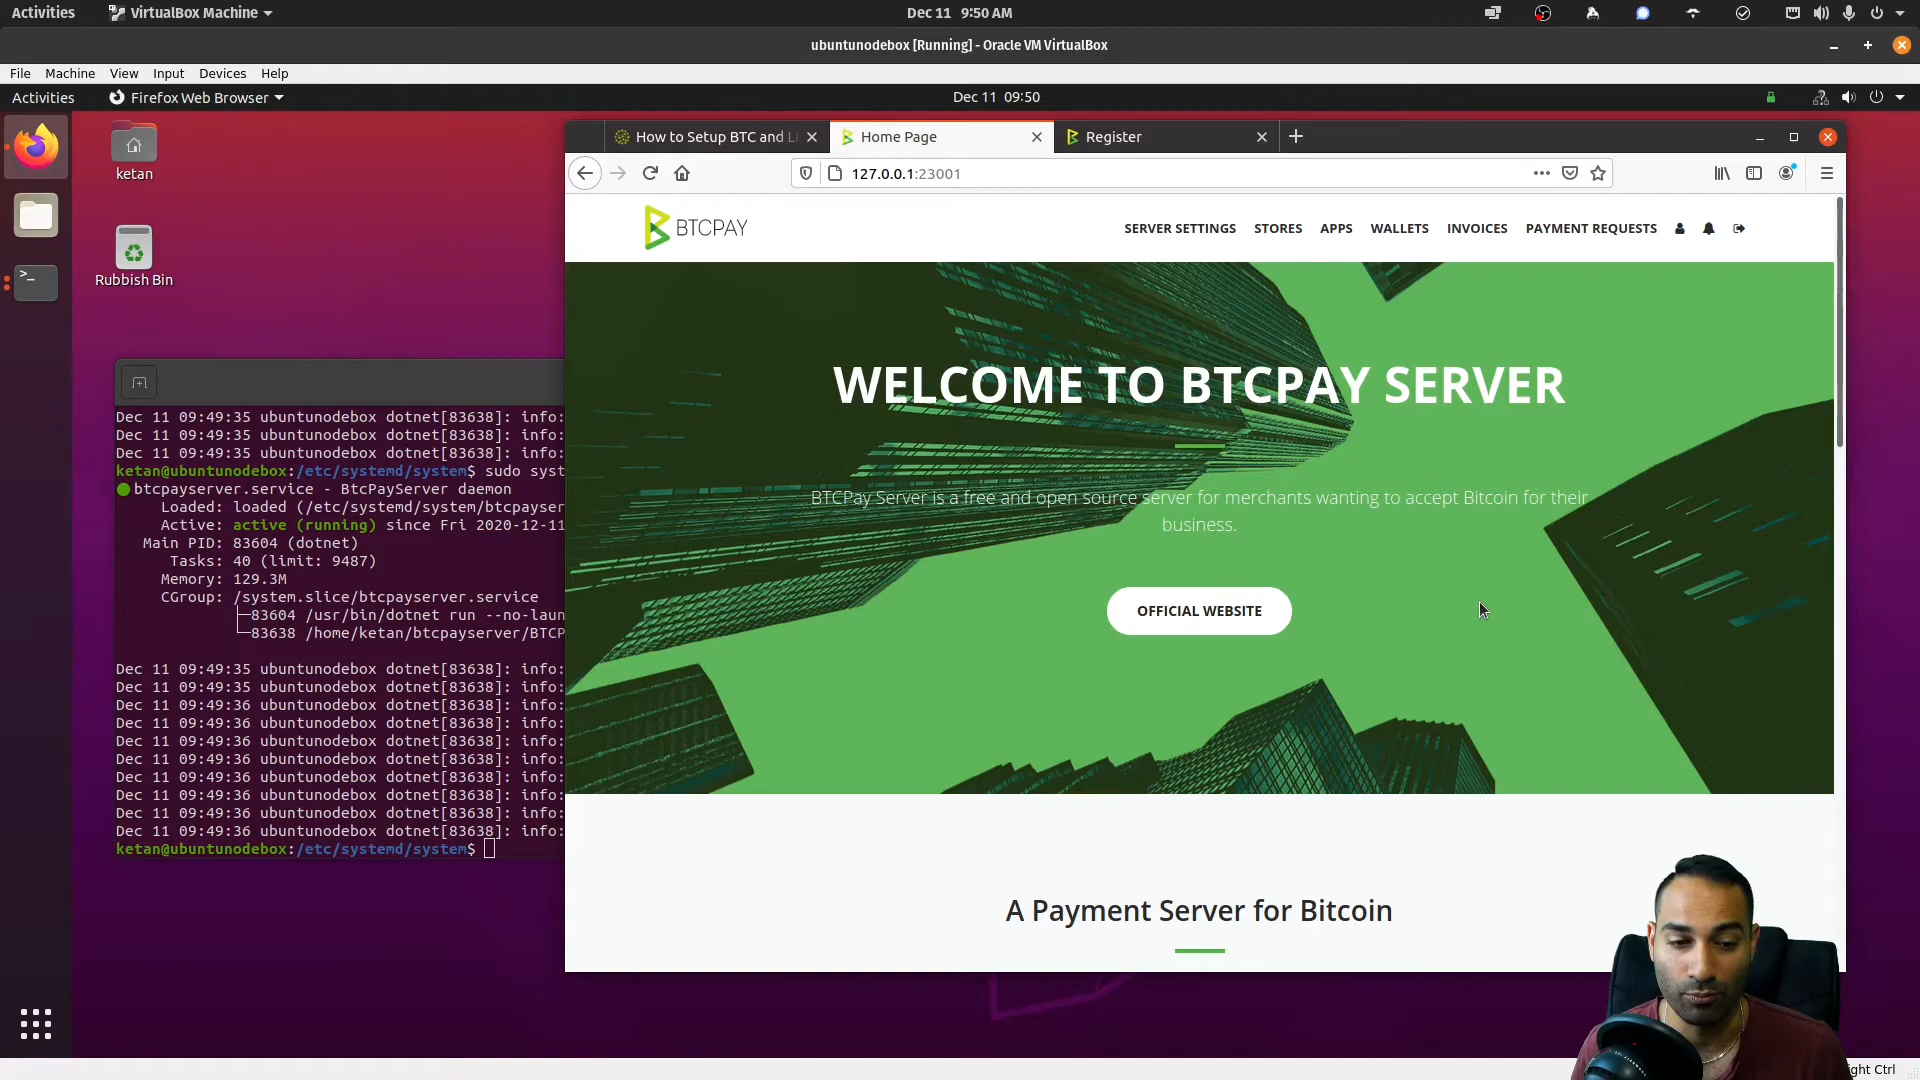 Activities
VirtualBox Machine
Dec 11 9:50 AM
ubuntunodebox [Running] - Oracle VM VirtualBox
File Machine View Input Devices Help
Activities
Firefox Web Browser
Dec 11 09:50
ketan
Rubbish Bin
Dec 11 09:49:35 ubuntunodebox dotnet[83638]: info:
Dec 11 09:49:35 ubuntunodebox dotnet[83638]: info:
Dec 11 09:49:35 ubuntunodebox dotnet[83638]: info:
ketan@ubuntunodebox:/etc/systemd/system$ sudo syst
btcpayserver.service - BtcPayServer daemon
Loaded: loaded (/etc/systemd/system/btcpayser
Active: active (running) since Fri 2020-12-11
Main PID: 83604 (dotnet)
Tasks: 40 (limit: 9487)
Memory: 129.3M
CGroup: /system.slice/btcpayserver.service
├─83604 /usr/bin/dotnet run --no-laun
└─83638 /home/ketan/btcpayserver/BTCP
Dec 11 09:49:35 ubuntunodebox dotnet[83638]: info:
Dec 11 09:49:35 ubuntunodebox dotnet[83638]: info:
Dec 11 09:49:36 ubuntunodebox dotnet[83638]: info:
Dec 11 09:49:36 ubuntunodebox dotnet[83638]: info:
Dec 11 09:49:36 ubuntunodebox dotnet[83638]: info:
Dec 11 09:49:36 ubuntunodebox dotnet[83638]: info:
Dec 11 09:49:36 ubuntunodebox dotnet[83638]: info:
Dec 11 09:49:36 ubuntunodebox dotnet[83638]: info:
Dec 11 09:49:36 ubuntunodebox dotnet[83638]: info:
Dec 11 09:49:36 ubuntunodebox dotnet[83638]: info:
ketan@ubuntunodebox:/etc/systemd/system$
How to Setup BTC and Li
Home Page
Register
127.0.0.1:23001
BTCPAY
SERVER SETTINGS STORES APPS WALLETS INVOICES PAYMENT REQUESTS
WELCOME TO BTCPAY SERVER
BTCPay Server is a free and open source server for merchants wanting to accept Bitcoin for their
business.
OFFICIAL WEBSITE
A Payment Server for Bitcoin
ght Ctrl